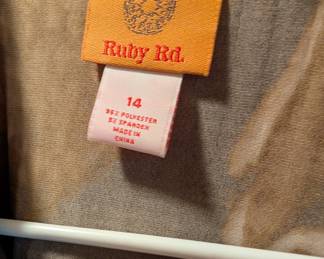 Ruby Rd.
14
95% POLYESTER
5% SPANDEX
MADE IN
CHINA